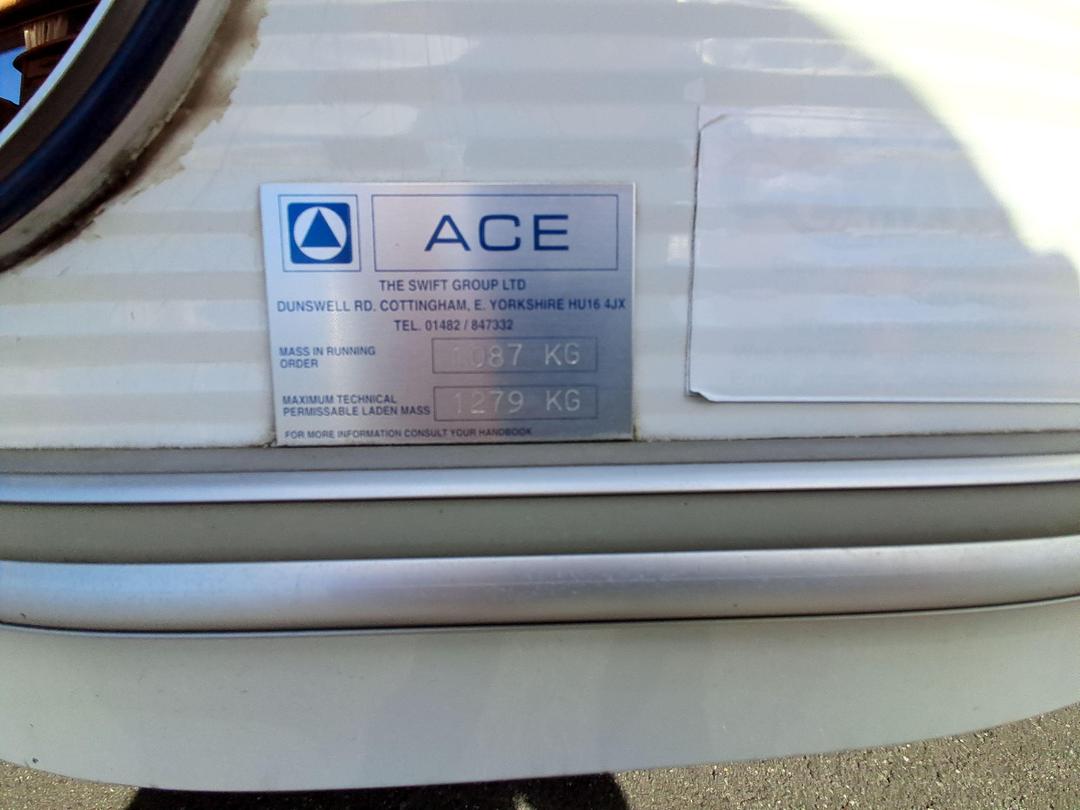 ACE
THE SWIFT GROUP LTD
DUNSWELL RD. COTTINGHAM, E. YORKSHIRE HU16 4JX
TEL. 01482 / 847332
MASS IN RUNNING
ORDER
1087 KG
MAXIMUM TECHNICAL
PERMISSABLE LADEN MASS
1279 KG
FOR MORE INFORMATION CONSULT YOUR HANDBOOK